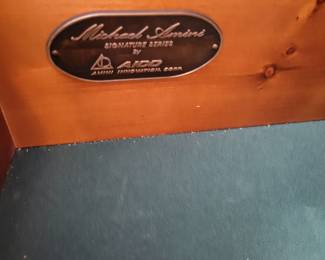 Michael Amini
SIGNATURE SERIES
by
AICO
AMINI INNOVATION CORP.